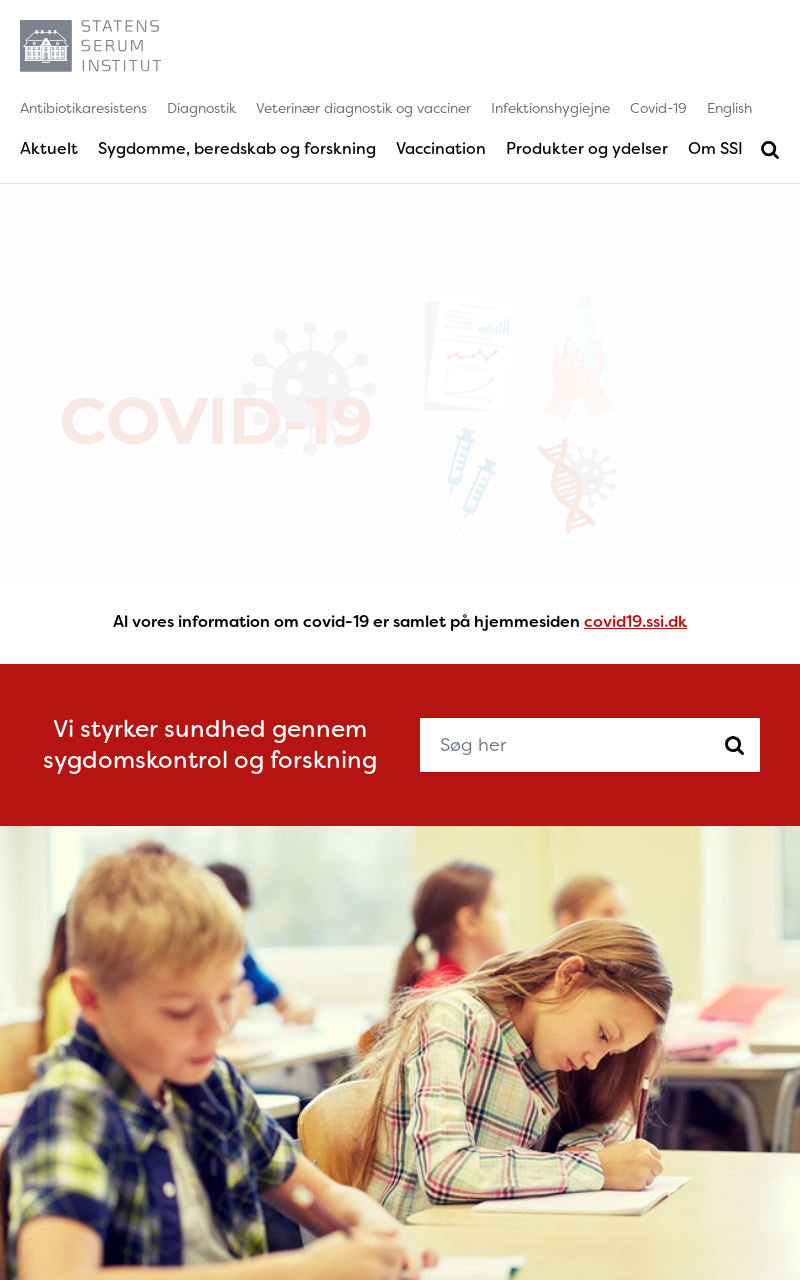 STATENS
SERUM
INSTITUT
Antibiotikaresistens Diagnostik Veterinær diagnostik og vacciner Infektionshygiejne Covid-19 English
Aktuelt Sygdomme, beredskab og forskning Vaccination Produkter og ydelser Om SSI
COVID-19
Al vores information om covid-19 er samlet på hjemmesiden covid19.ssi.dk
Vi styrker sundhed gennem
sygdomskontrol og forskning
Søg her